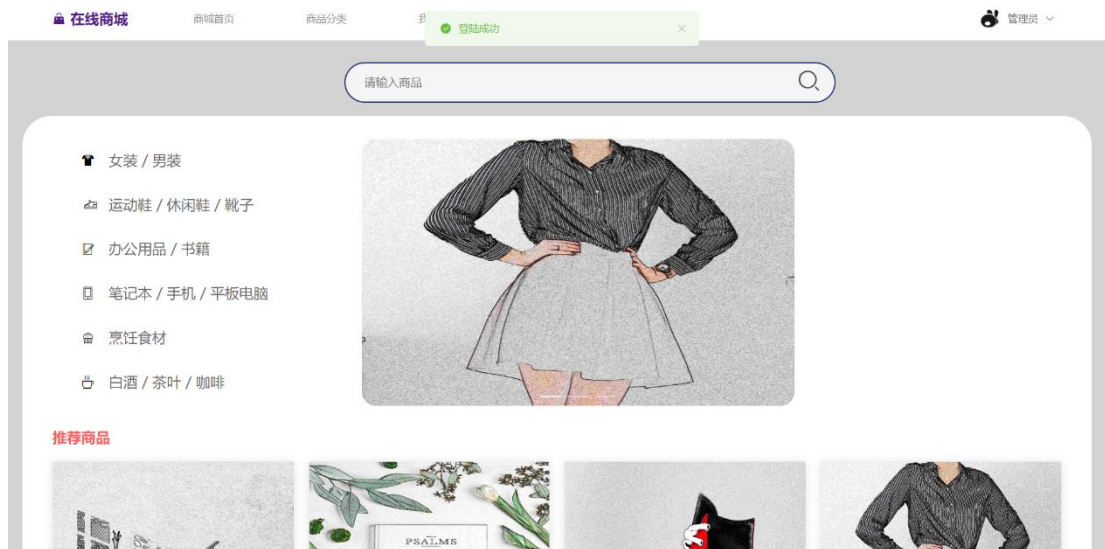 在线商城
商城首页
商品分类
登陆成功
管理员
请输入商品
女装 / 男装
运动鞋 / 休闲鞋 / 靴子
办公用品 / 书籍
笔记本 / 手机 / 平板电脑
烹饪食材
白酒 / 茶叶 / 咖啡
推荐商品
PSALMS